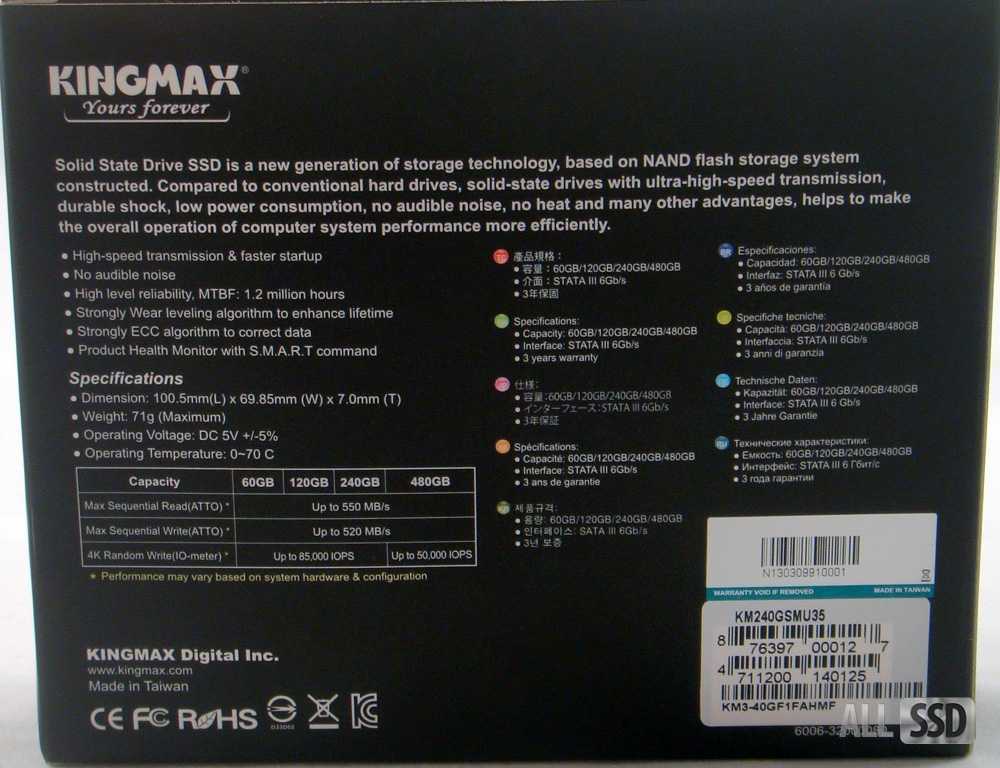 KINGMAX®
Yours forever
Solid State Drive SSD is a new generation of storage technology, based on NAND flash storage system
constructed. Compared to conventional hard drives, solid-state drives with ultra-high-speed transmission,
durable shock, low power consumption, no audible noise, no heat and many other advantages, helps to make
the overall operation of computer system performance more efficiently.
• High-speed transmission & faster startup
• No audible noise
• High level reliability, MTBF: 1.2 million hours
• Strongly Wear leveling algorithm to enhance lifetime
• Strongly ECC algorithm to correct data
• Product Health Monitor with S.M.A.R.T command
Specifications
• Dimension: 100.5mm(L) x 69.85mm (W) x 7.0mm (T)
• Weight: 71g (Maximum)
• Operating Voltage: DC 5V +/-5%
• Operating Temperature: 0~70 C
Capacity 60GB 120GB 240GB 480GB
Max Sequential Read(ATTO) * Up to 550 MB/s
Max Sequential Write(ATTO) * Up to 520 MB/s
4K Random Write(IO-meter) * Up to 85,000 IOPS Up to 50,000 IOPS
* Performance may vary based on system hardware & configuration
TC 產品規格：
• 容量：60GB/120GB/240GB/480GB
• 介面：STATA III 6Gb/s
• 3年保固
Specifications:
• Capacity: 60GB/120GB/240GB/480GB
• Interface: STATA III 6Gb/s
• 3 years warranty
仕様:
• 容量:60GB/120GB/240GB/480GB
• インターフェース:STATA III 6Gb/s
• 3年保証
Spécifications:
• Capacité: 60GB/120GB/240GB/480GB
• Interface: STATA III 6Gb/s
• 3 ans de garantie
제품규격:
• 용량: 60GB/120GB/240GB/480GB
• 인터페이스: SATA III 6Gb/s
• 3년 보증
Especificaciones:
• Capacidad: 60GB/120GB/240GB/480GB
• Interfaz: STATA III 6 Gb/s
• 3 años de garantía
Specifiche tecniche:
• Capacità: 60GB/120GB/240GB/480GB
• Interfaccia: STATA III 6Gb/s
• 3 anni di garanzia
Technische Daten:
• Kapazität: 60GB/120GB/240GB/480GB
• Interface: STATA III 6 Gb/s
• 3 Jahre Garantie
RU Технические характеристики:
• Емкость: 60GB/120GB/240GB/480GB
• Интерфейс: STATA III 6 Гбит/с
• 3 года гарантии
N130309910001
WARRANTY VOID IF REMOVED MADE IN TAIWAN
KM240GSMU35
8 76397 00012 7
4 711200 140125
KM3-40GF1FAHMF
KINGMAX Digital Inc.
www.kingmax.com
Made in Taiwan
CE FC RoHS
D33D62
ALL SSD